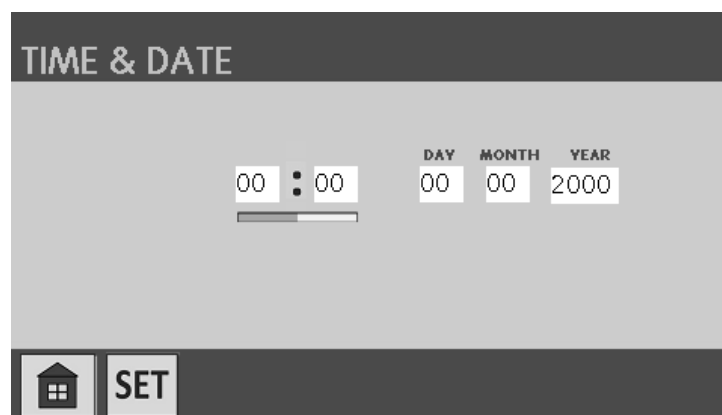 TIME & DATE
DAY MONTH YEAR
00 : 00 00 00 2000
SET